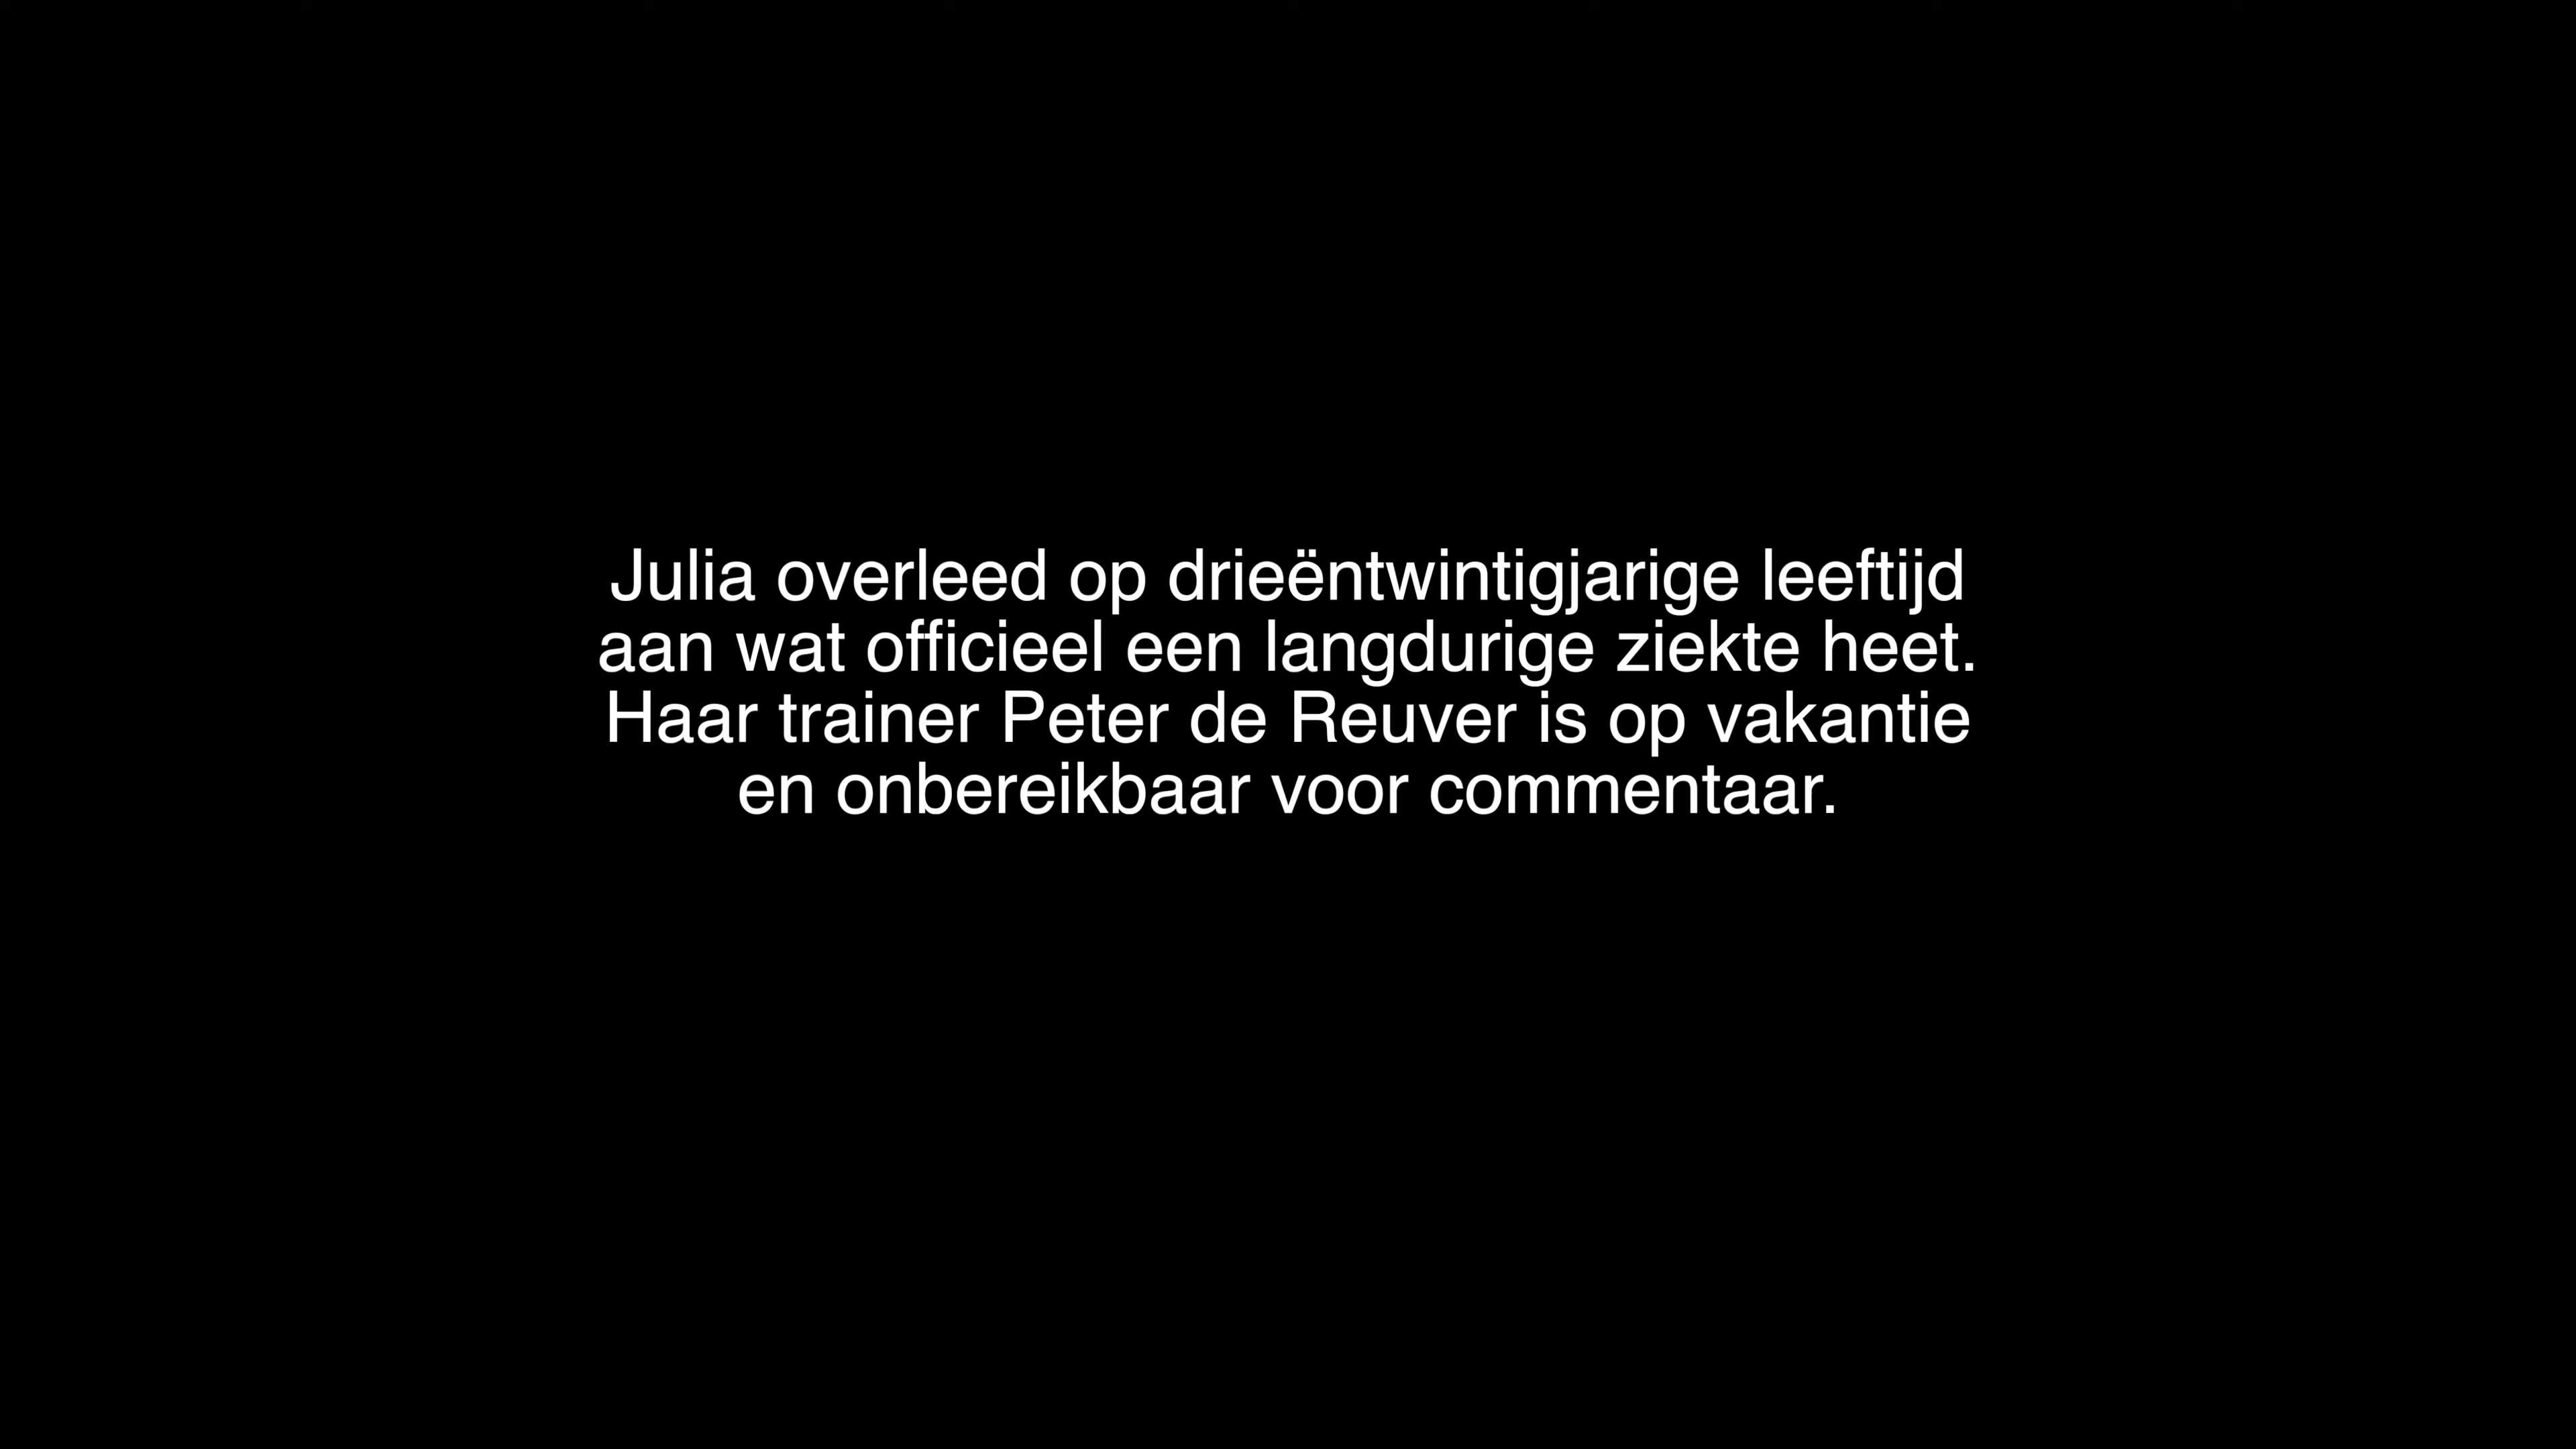 Julia overleed op drieëntwintigjarige leeftijd
aan wat officieel een langdurige ziekte heet.
Haar trainer Peter de Reuver is op vakantie
en onbereikbaar voor commentaar.